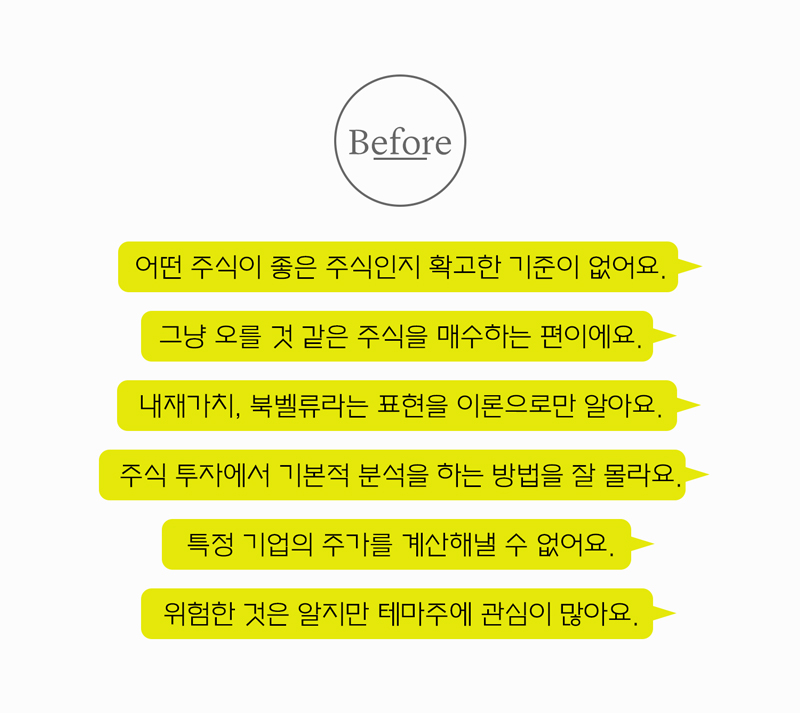 Before
어떤 주식이 좋은 주식인지 확고한 기준이 없어요.
그냥 오를 것 같은 주식을 매수하는 편이에요.
내재가치, 북벨류라는 표현을 이론으로만 알아요.
주식 투자에서 기본적 분석을 하는 방법을 잘 몰라요.
특정 기업의 주가를 계산해낼 수 없어요.
위험한 것은 알지만 테마주에 관심이 많아요.